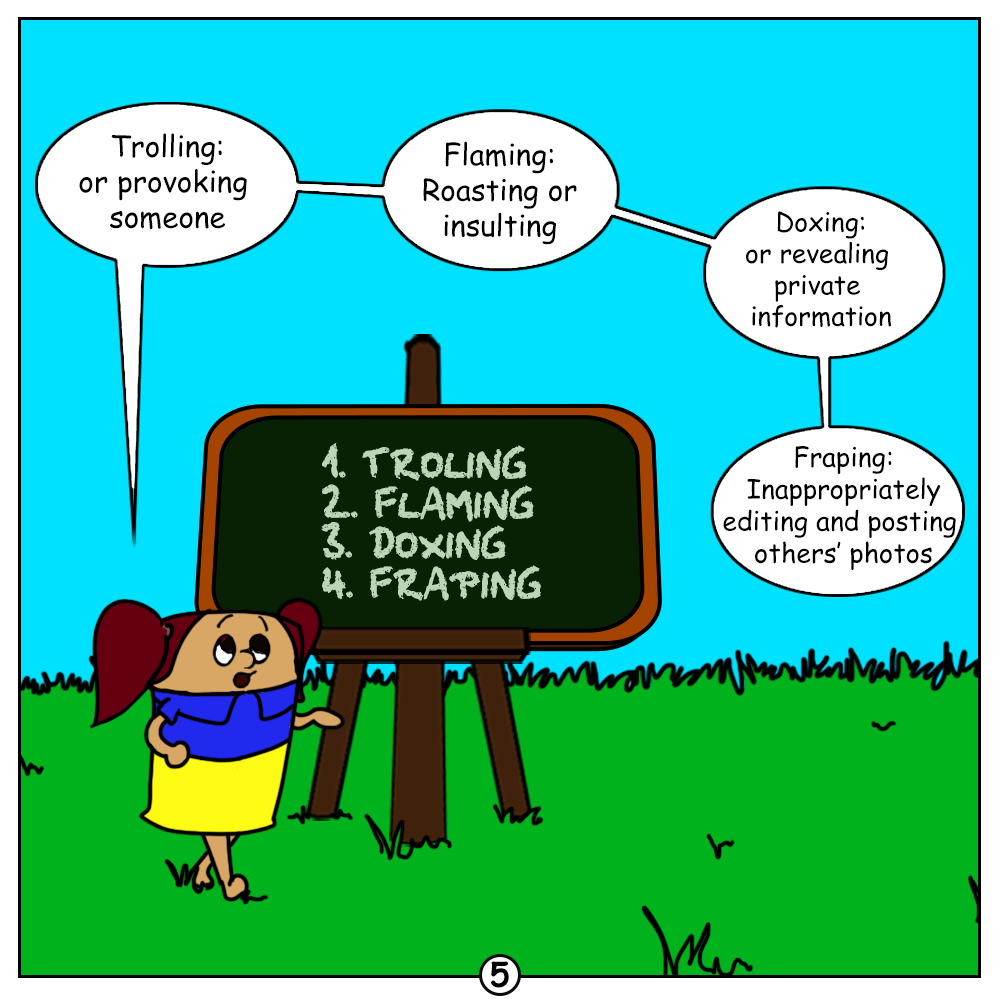 Trolling:
or provoking
someone
Flaming:
Roasting or
insulting
Doxing:
or revealing
private
information
Fraping:
Inappropriately
editing and posting
others' photos
1. TROLING
2. FLAMING
3. DOXING
4. FRAPING
5